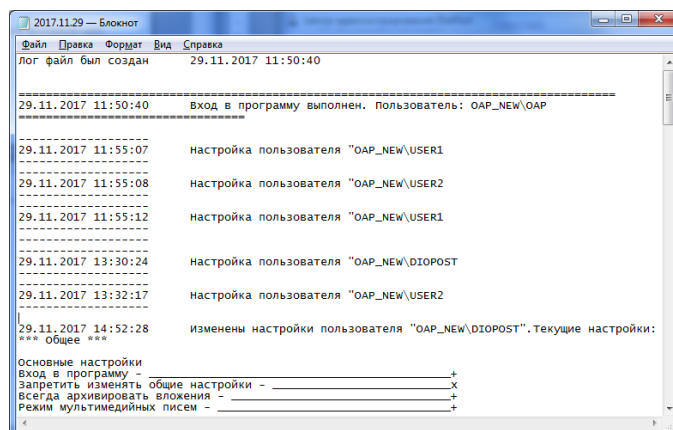 2017.11.29 — Блокнот
Файл Правка Формат Вид Справка
Лог файл был создан 29.11.2017 11:50:40
========================================================================================
29.11.2017 11:50:40 Вход в программу выполнен. Пользователь: OAP_NEW\OAP
==================================
-------------------
29.11.2017 11:55:07 Настройка пользователя "OAP_NEW\USER1
-------------------
-------------------
29.11.2017 11:55:08 Настройка пользователя "OAP_NEW\USER2
-------------------
-------------------
29.11.2017 11:55:12 Настройка пользователя "OAP_NEW\USER1
-------------------
-------------------
-------------------
29.11.2017 13:30:24 Настройка пользователя "OAP_NEW\DIOPOST
-------------------
-------------------
29.11.2017 13:32:17 Настройка пользователя "OAP_NEW\USER2
-------------------
29.11.2017 14:52:28 Изменены настройки пользователя "OAP_NEW\DIOPOST".Текущие настройки:
*** Общее ***
Основные настройки
Вход в программу - ____________________________________________+
Запретить изменять общие настройки - __________________________x
Всегда архивировать вложения - ________________________________+
Режим мультимедийных писем - __________________________________+